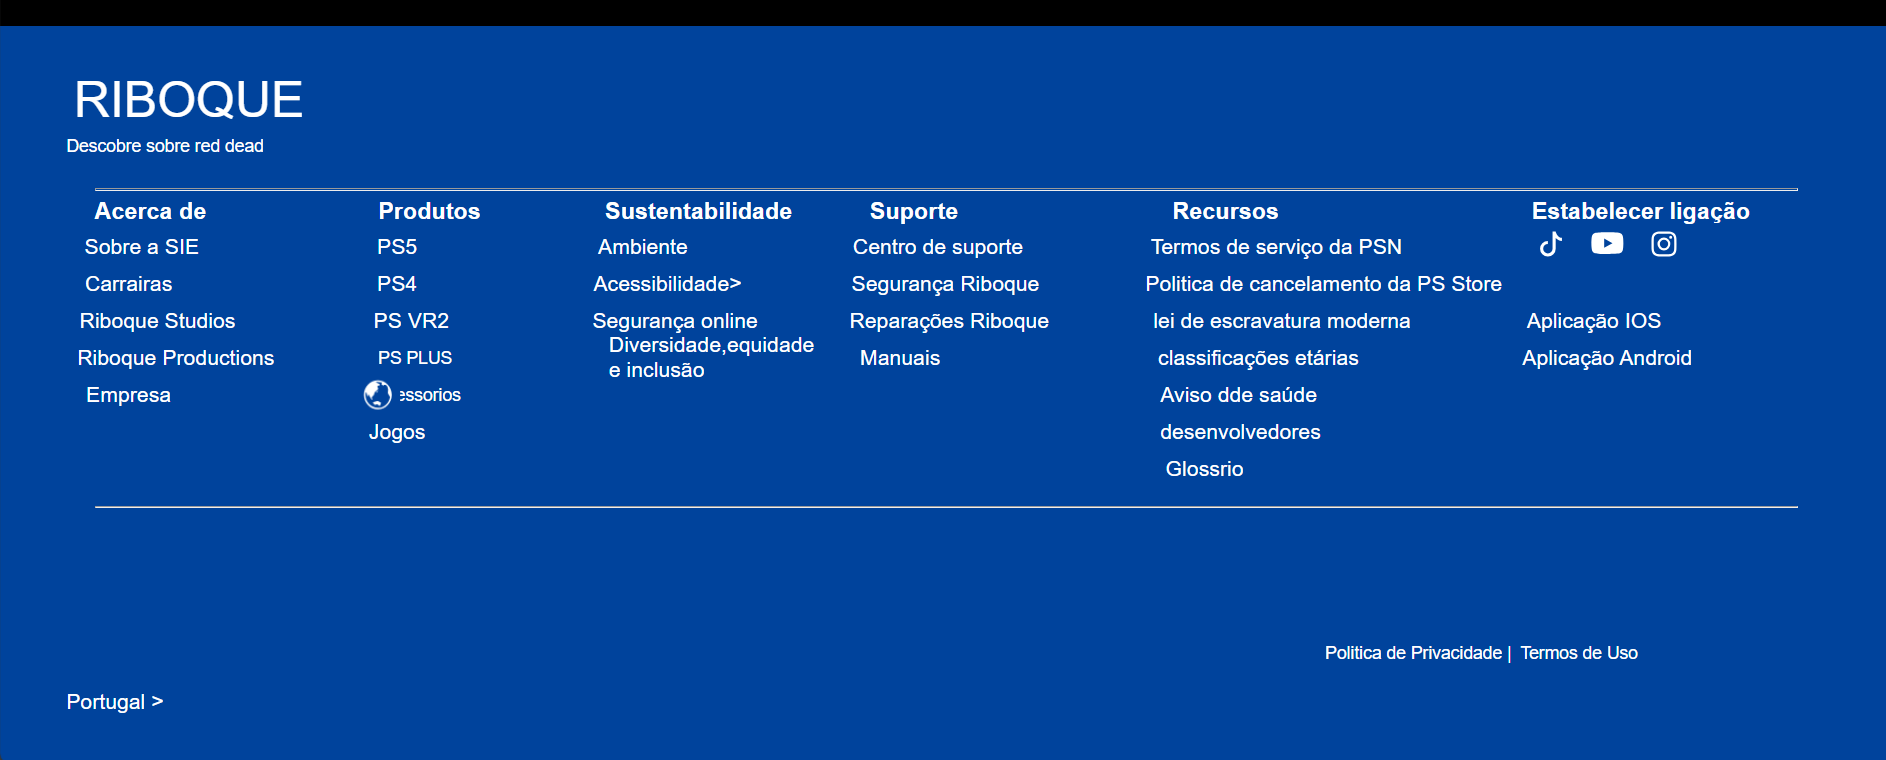 RIBOQUE
Descobre sobre red dead
Acerca de
Sobre a SIE
Carrairas
Riboque Studios
Riboque Productions
Empresa
Produtos
PS5
PS4
PS VR2
PS PLUS
essorios
Jogos
Sustentabilidade
Ambiente
Acessibilidade>
Segurança online
Diversidade,equidade
e inclusão
Suporte
Centro de suporte
Segurança Riboque
Reparações Riboque
Manuais
Recursos
Termos de serviço da PSN
Politica de cancelamento da PS Store
lei de escravatura moderna
classificações etárias
Aviso dde saúde
desenvolvedores
Glossrio
Estabelecer ligação
Aplicação IOS
Aplicação Android
Politica de Privacidade | Termos de Uso
Portugal >